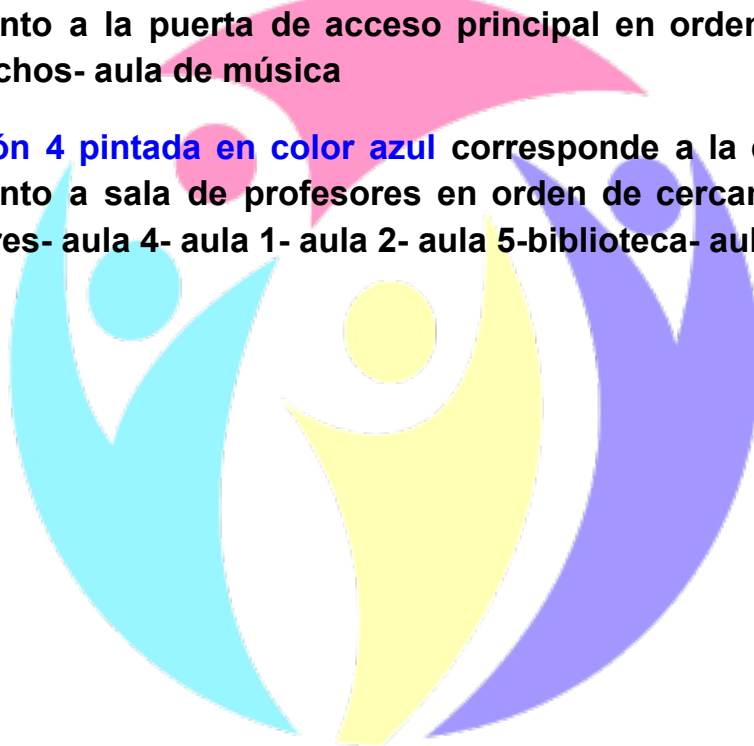 nto a la puerta de acceso principal en orden
chos- aula de música
ón 4 pintada en color azul corresponde a la
nto a sala de profesores en orden de cercan
res- aula 4- aula 1- aula 2- aula 5-biblioteca- aul